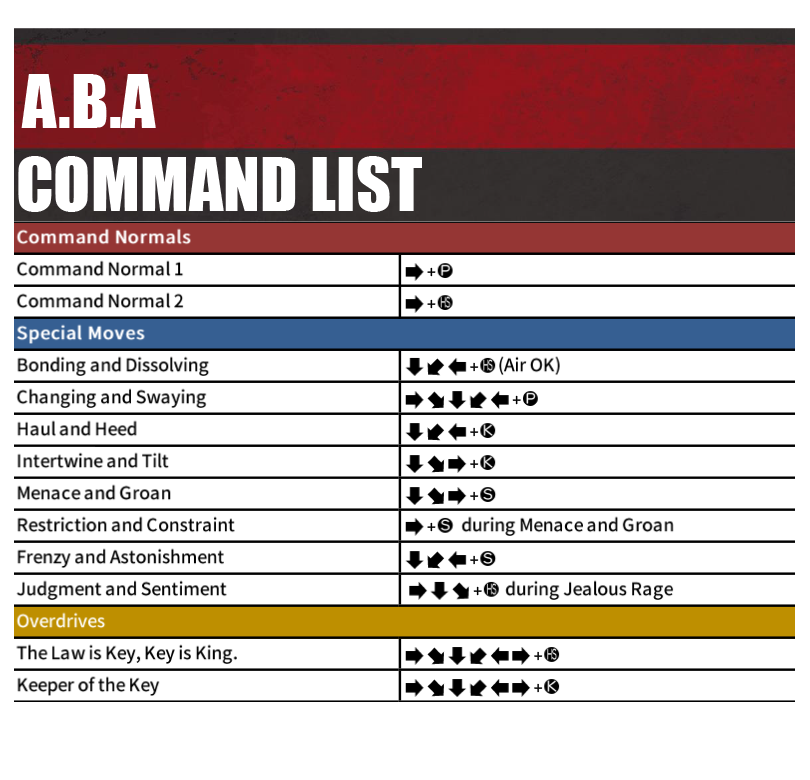 A.B.A
COMMAND LIST
Command Normals
Command Normal 1 ➡+Ⓟ
Command Normal 2 ➡+HS
Special Moves
Bonding and Dissolving ⬇⬋⬅+HS (Air OK)
Changing and Swaying ➡⬊⬇⬋⬅+Ⓟ
Haul and Heed ⬇⬋⬅+Ⓚ
Intertwine and Tilt ⬇⬊➡+Ⓚ
Menace and Groan ⬇⬊➡+Ⓢ
Restriction and Constraint ➡+Ⓢ during Menace and Groan
Frenzy and Astonishment ⬇⬋⬅+Ⓢ
Judgment and Sentiment ➡⬇⬊+HS during Jealous Rage
Overdrives
The Law is Key, Key is King. ➡⬊⬇⬋⬅➡+HS
Keeper of the Key ➡⬊⬇⬋⬅➡+Ⓚ